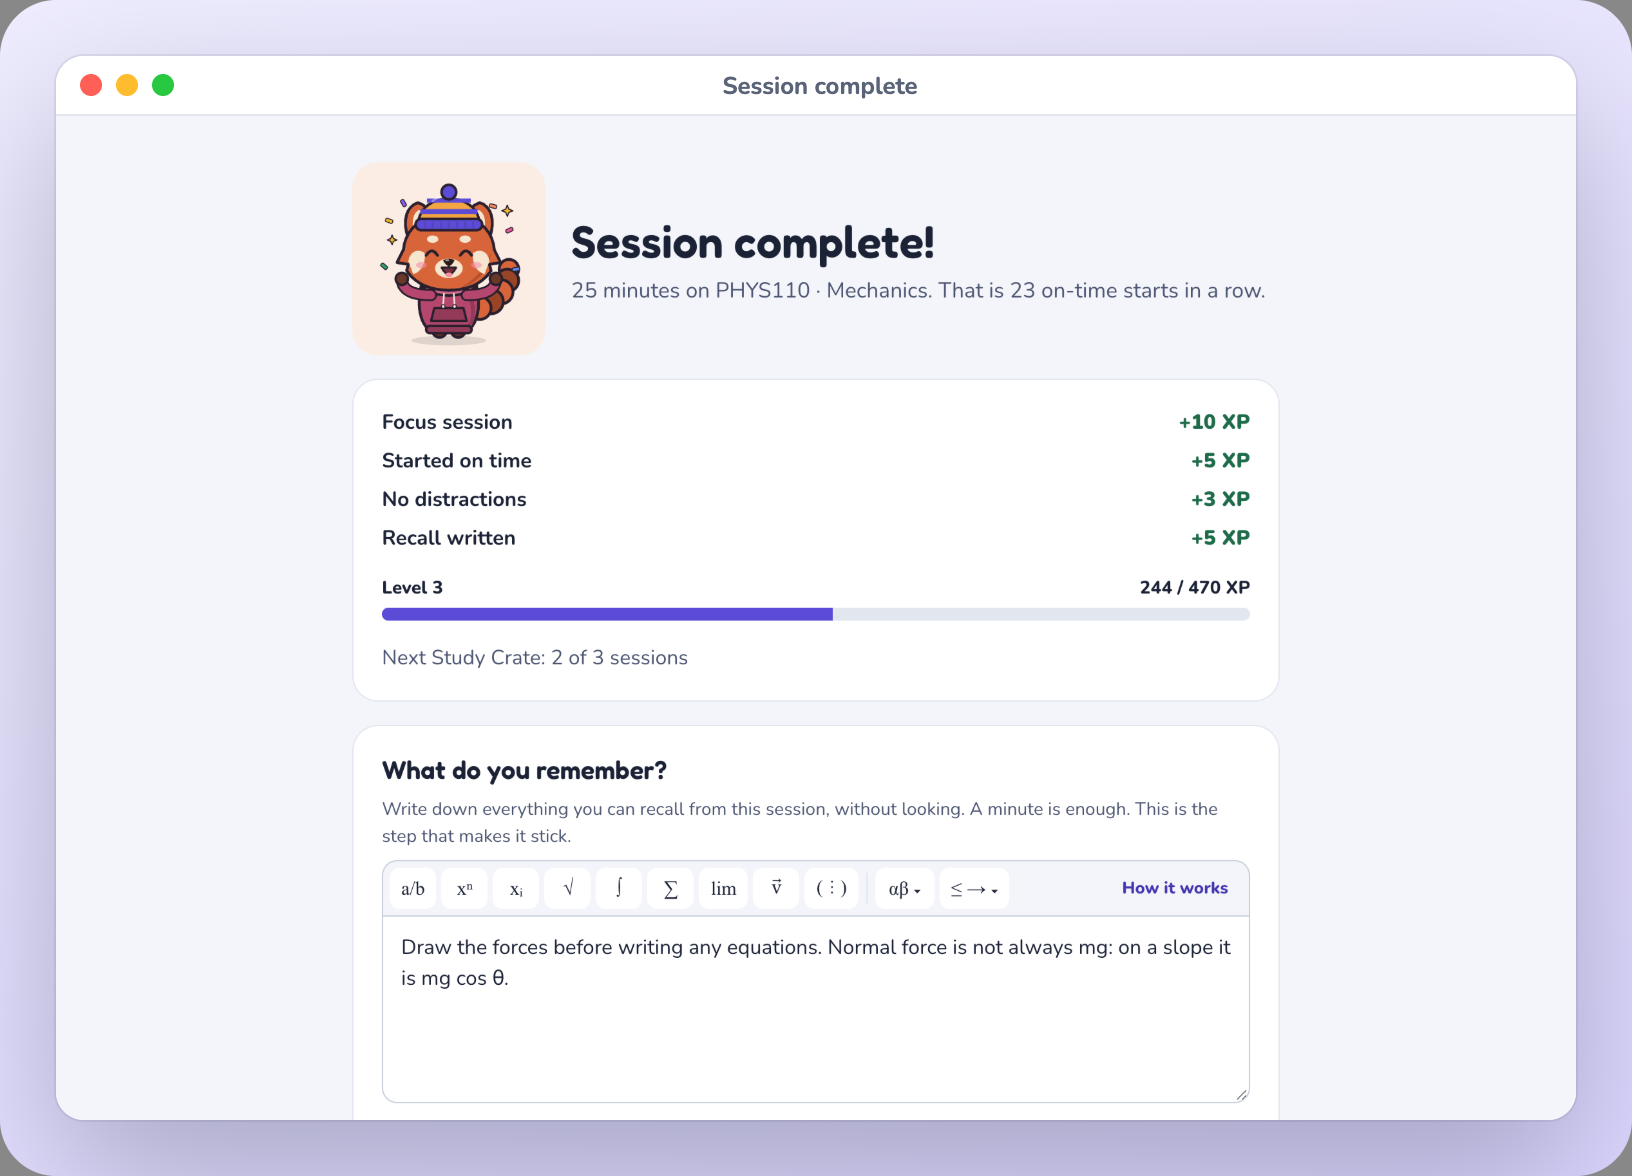 Session complete
Session complete!
25 minutes on PHYS110 · Mechanics. That is 23 on-time starts in a row.
Focus session +10 XP
Started on time +5 XP
No distractions +3 XP
Recall written +5 XP
Level 3 244 / 470 XP
Next Study Crate: 2 of 3 sessions
What do you remember?
Write down everything you can recall from this session, without looking. A minute is enough. This is the
step that makes it stick.
a/b xⁿ xᵢ √ ∫ ∑ lim v⃗ (⋮) αβ ▾ ≤→ ▾ How it works
Draw the forces before writing any equations. Normal force is not always mg: on a slope it
is mg cos θ.